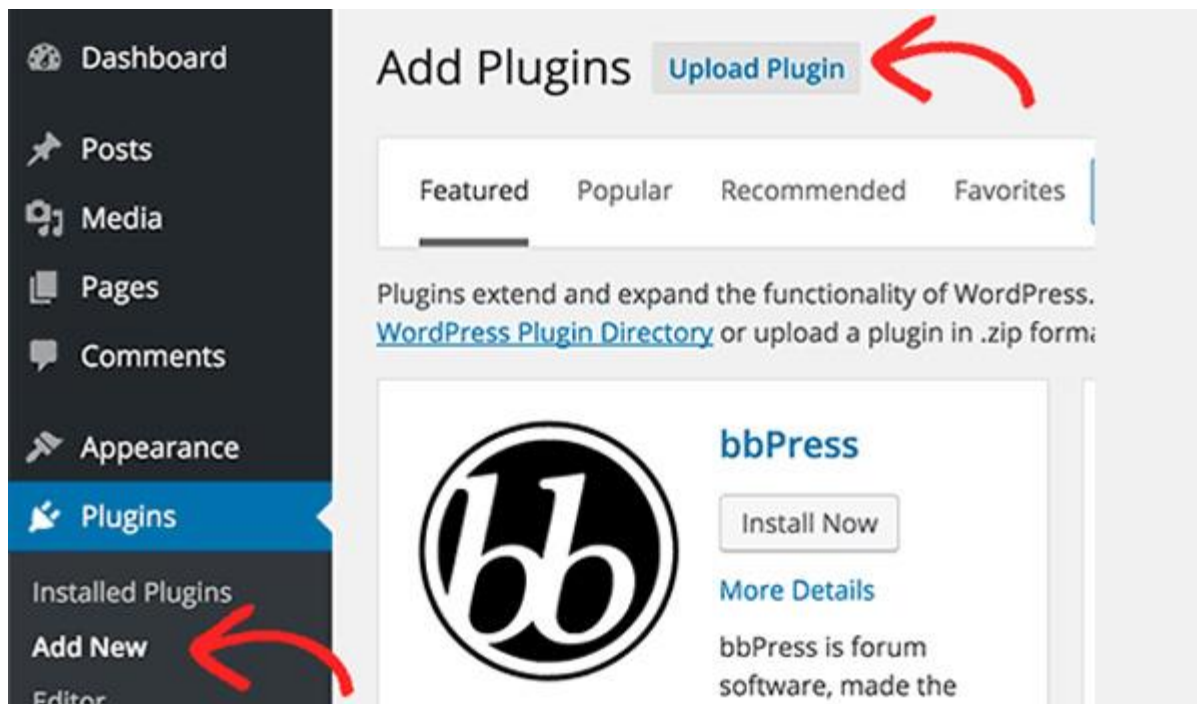 Dashboard
Posts
Media
Pages
Comments
Appearance
Plugins
Installed Plugins
Add New
Editor
Add Plugins Upload Plugin
Featured Popular Recommended Favorites
Plugins extend and expand the functionality of WordPress.
WordPress Plugin Directory or upload a plugin in .zip
bb
bbPress
Install Now
More Details
bbPress is forum
software, made the